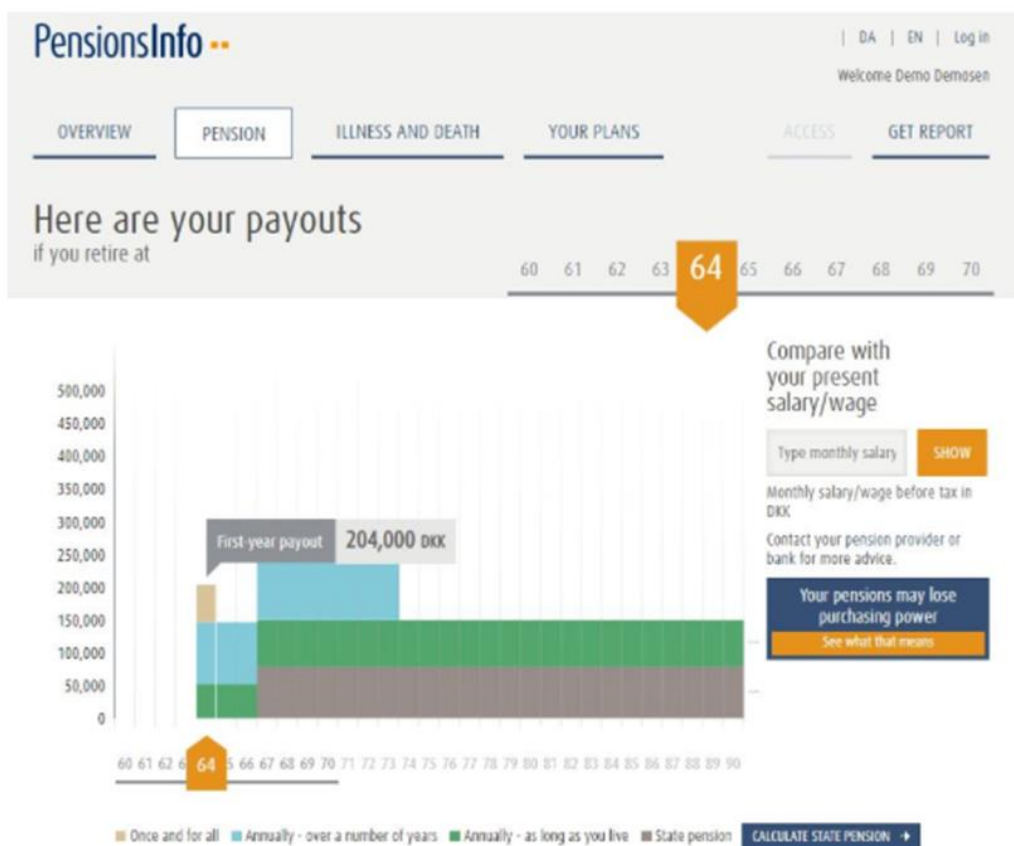 PensionsInfo
| DA | EN | Log in
Welcome Demo Demosen
OVERVIEW PENSION ILLNESS AND DEATH YOUR PLANS ACCESS GET REPORT
Here are your payouts
if you retire at
60 61 62 63 64 65 66 67 68 69 70
Compare with
your present
salary/wage
Type monthly salary SHOW
Monthly salary/wage before tax in
DKK
Contact your pension provider or
bank for more advice.
Your pensions may lose
purchasing power
See what that means
500,000
450,000
400,000
350,000
300,000
250,000
200,000
150,000
100,000
50,000
0
First-year payout 204,000 DKK
60 61 62 6 64 5 66 67 68 69 70 71 72 73 74 75 76 77 78 79 80 81 82 83 84 85 86 87 88 89 90
Once and for all Annually - over a number of years Annually - as long as you live State pension CALCULATE STATE PENSION →